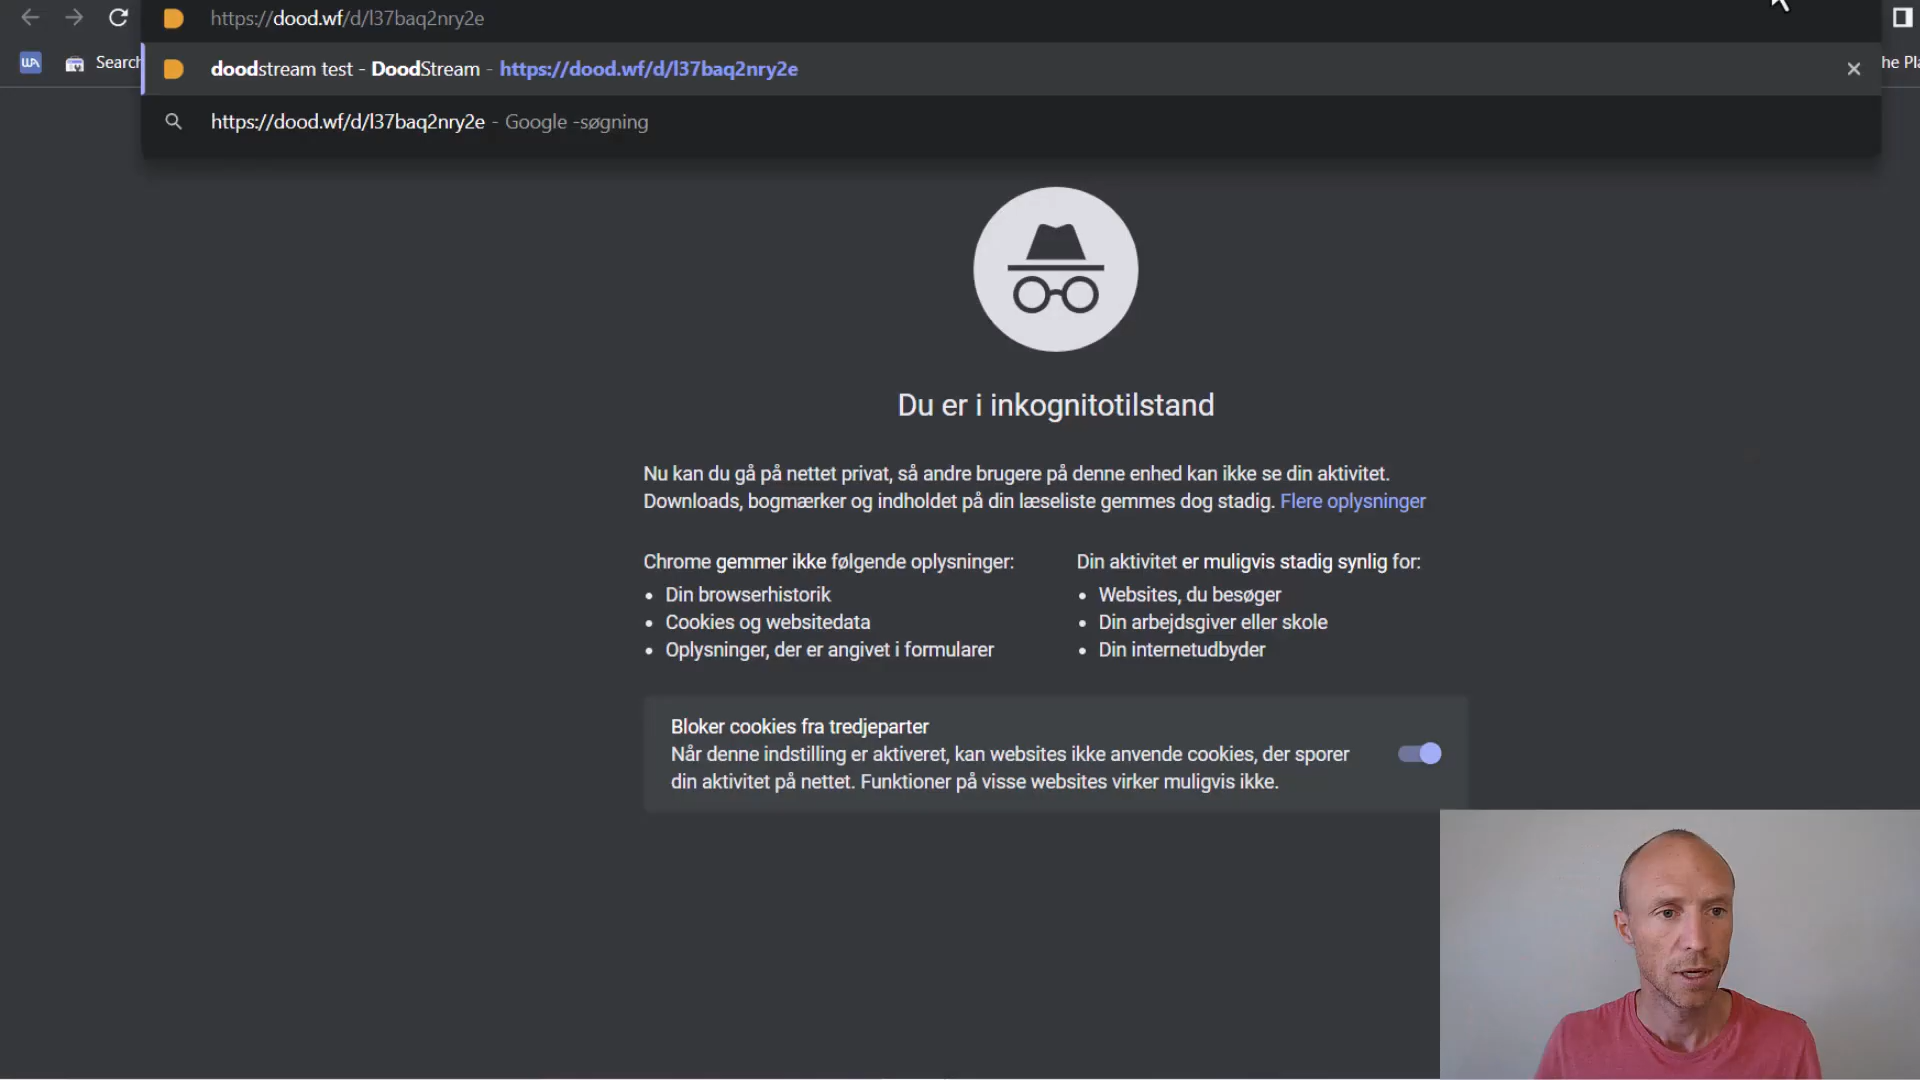 https://dood.wf/d/l37baq2nry2e
Search
doodstream test - DoodStream - https://dood.wf/d/l37baq2nry2e
https://dood.wf/d/l37baq2nry2e - Google -søgning
Du er i inkognitotilstand
Nu kan du gå på nettet privat, så andre brugere på denne enhed kan ikke se din aktivitet.
Downloads, bogmærker og indholdet på din læseliste gemmes dog stadig. Flere oplysninger
Chrome gemmer ikke følgende oplysninger:
• Din browserhistorik
• Cookies og websitedata
• Oplysninger, der er angivet i formularer
Din aktivitet er muligvis stadig synlig for:
• Websites, du besøger
• Din arbejdsgiver eller skole
• Din internetudbyder
Bloker cookies fra tredjeparter
Når denne indstilling er aktiveret, kan websites ikke anvende cookies, der sporer
din aktivitet på nettet. Funktioner på visse websites virker muligvis ikke.